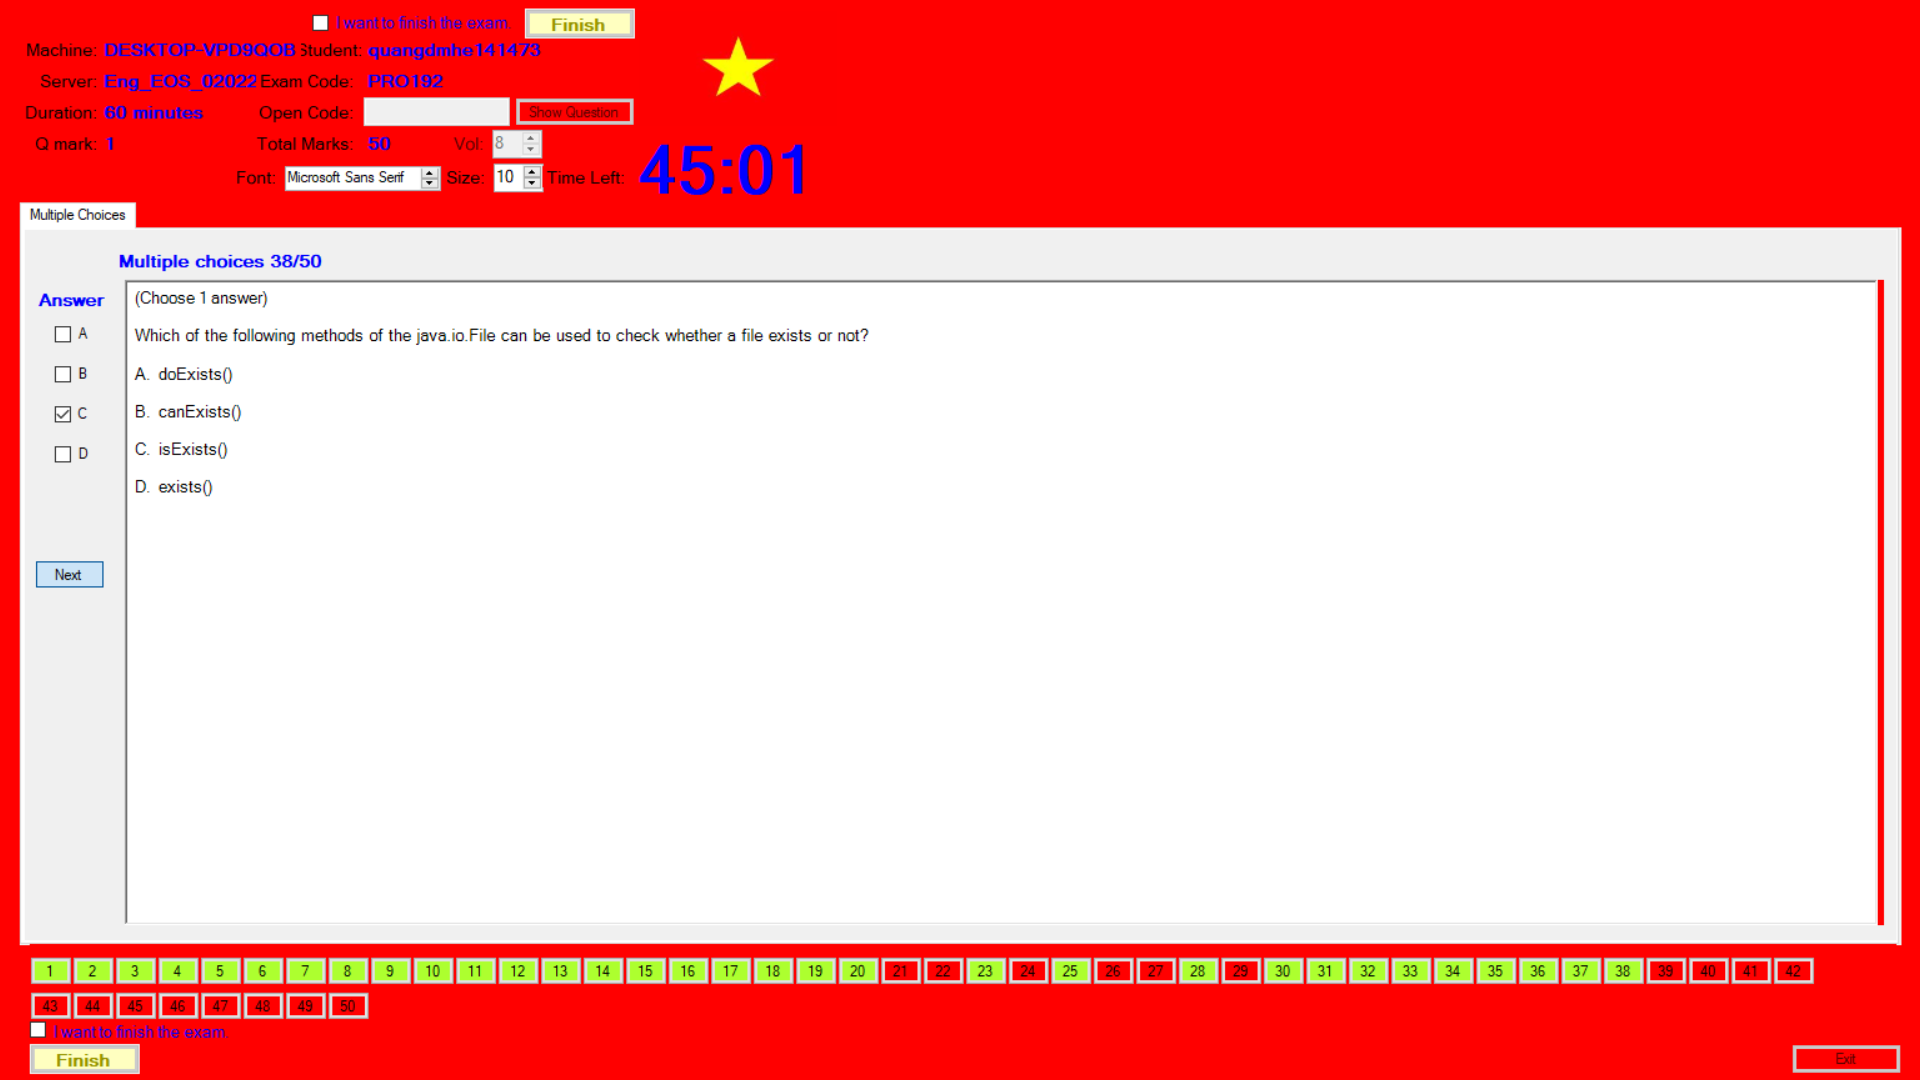 I want to finish the exam. Finish
Machine: DESKTOP-VPD9QOB Student: quangdmhe141473
Server: Eng_EOS_02022 Exam Code: PRO192
Duration: 60 minutes Open Code: Show Question
Q mark: 1 Total Marks: 50 Vol: 8
Font: Microsoft Sans Serif Size: 10 Time Left: 45:01
Multiple Choices
Multiple choices 38/50
Answer
(Choose 1 answer)
A
Which of the following methods of the java.io.File can be used to check whether a file exists or not?
B
A. doExists()
C
B. canExists()
D
C. isExists()
D. exists()
Next
1 2 3 4 5 6 7 8 9 10 11 12 13 14 15 16 17 18 19 20 21 22 23 24 25 26 27 28 29 30 31 32 33 34 35 36 37 38 39 40 41 42
43 44 45 46 47 48 49 50
I want to finish the exam.
Finish
Exit